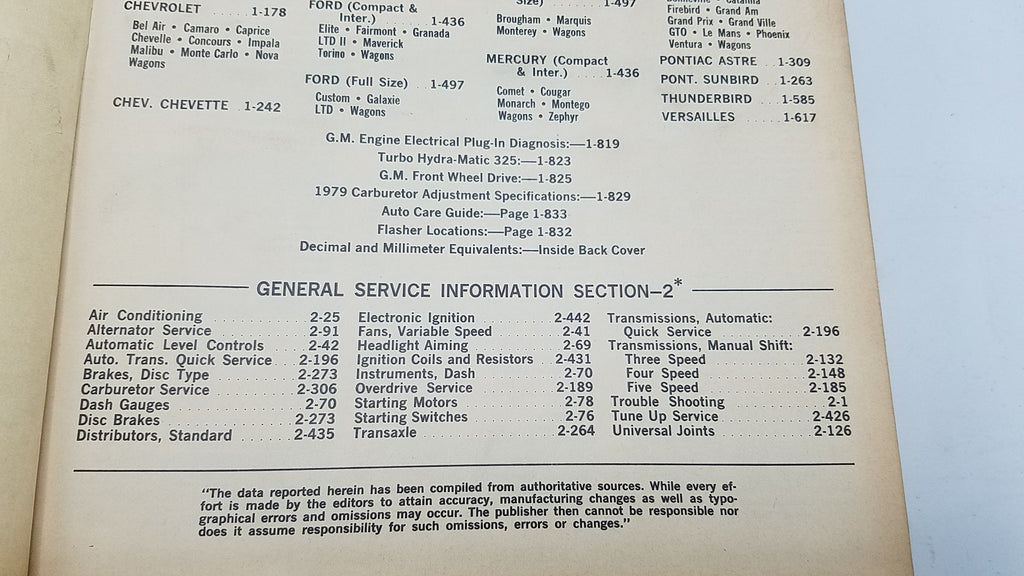 CHEVROLET . . . . 1-178
Bel Air • Camaro • Caprice
Chevelle • Concours • Impala
Malibu • Monte Carlo • Nova
Wagons
CHEV. CHEVETTE . 1-242
FORD (Compact &
Inter.) . . . . 1-436
Elite • Fairmont • Granada
LTD II • Maverick
Torino • Wagons
FORD (Full Size) . . 1-497
Custom • Galaxie
LTD • Wagons
Size) . . . . 1-497
Brougham • Marquis
Monterey • Wagons
MERCURY (Compact
& Inter.) . . . . 1-436
Comet • Cougar
Monarch • Montego
Wagons • Zephyr
Bonneville • Catalina
Firebird • Grand Am
Grand Prix • Grand Ville
GTO • Le Mans • Phoenix
Ventura • Wagons
PONTIAC ASTRE . . 1-309
PONT. SUNBIRD . . 1-263
THUNDERBIRD . . 1-585
VERSAILLES . . . . 1-617
G.M. Engine Electrical Plug-In Diagnosis:—1-819
Turbo Hydra-Matic 325:—1-823
G.M. Front Wheel Drive:—1-825
1979 Carburetor Adjustment Specifications:—1-829
Auto Care Guide:—Page 1-833
Flasher Locations:—Page 1-832
Decimal and Millimeter Equivalents:—Inside Back Cover
GENERAL SERVICE INFORMATION SECTION—2*
Air Conditioning . . . . 2-25
Alternator Service . . . . 2-91
Automatic Level Controls . . . . 2-42
Auto. Trans. Quick Service . . . . 2-196
Brakes, Disc Type . . . . 2-273
Carburetor Service . . . . 2-306
Dash Gauges . . . . 2-70
Disc Brakes . . . . 2-273
Distributors, Standard . . . . 2-435
Electronic Ignition . . . . 2-442
Fans, Variable Speed . . . . 2-41
Headlight Aiming . . . . 2-69
Ignition Coils and Resistors . . 2-431
Instruments, Dash . . . . 2-70
Overdrive Service . . . . 2-189
Starting Motors . . . . 2-78
Starting Switches . . . . 2-76
Transaxle . . . . 2-264
Transmissions, Automatic:
Quick Service . . . . 2-196
Transmissions, Manual Shift:
Three Speed . . . . 2-132
Four Speed . . . . 2-148
Five Speed . . . . 2-185
Trouble Shooting . . . . 2-1
Tune Up Service . . . . 2-426
Universal Joints . . . . 2-126
"The data reported herein has been compiled from authoritative sources. While every ef-
fort is made by the editors to attain accuracy, manufacturing changes as well as typo-
graphical errors and omissions may occur. The publisher then cannot be responsible nor
does it assume responsibility for such omissions, errors or changes."